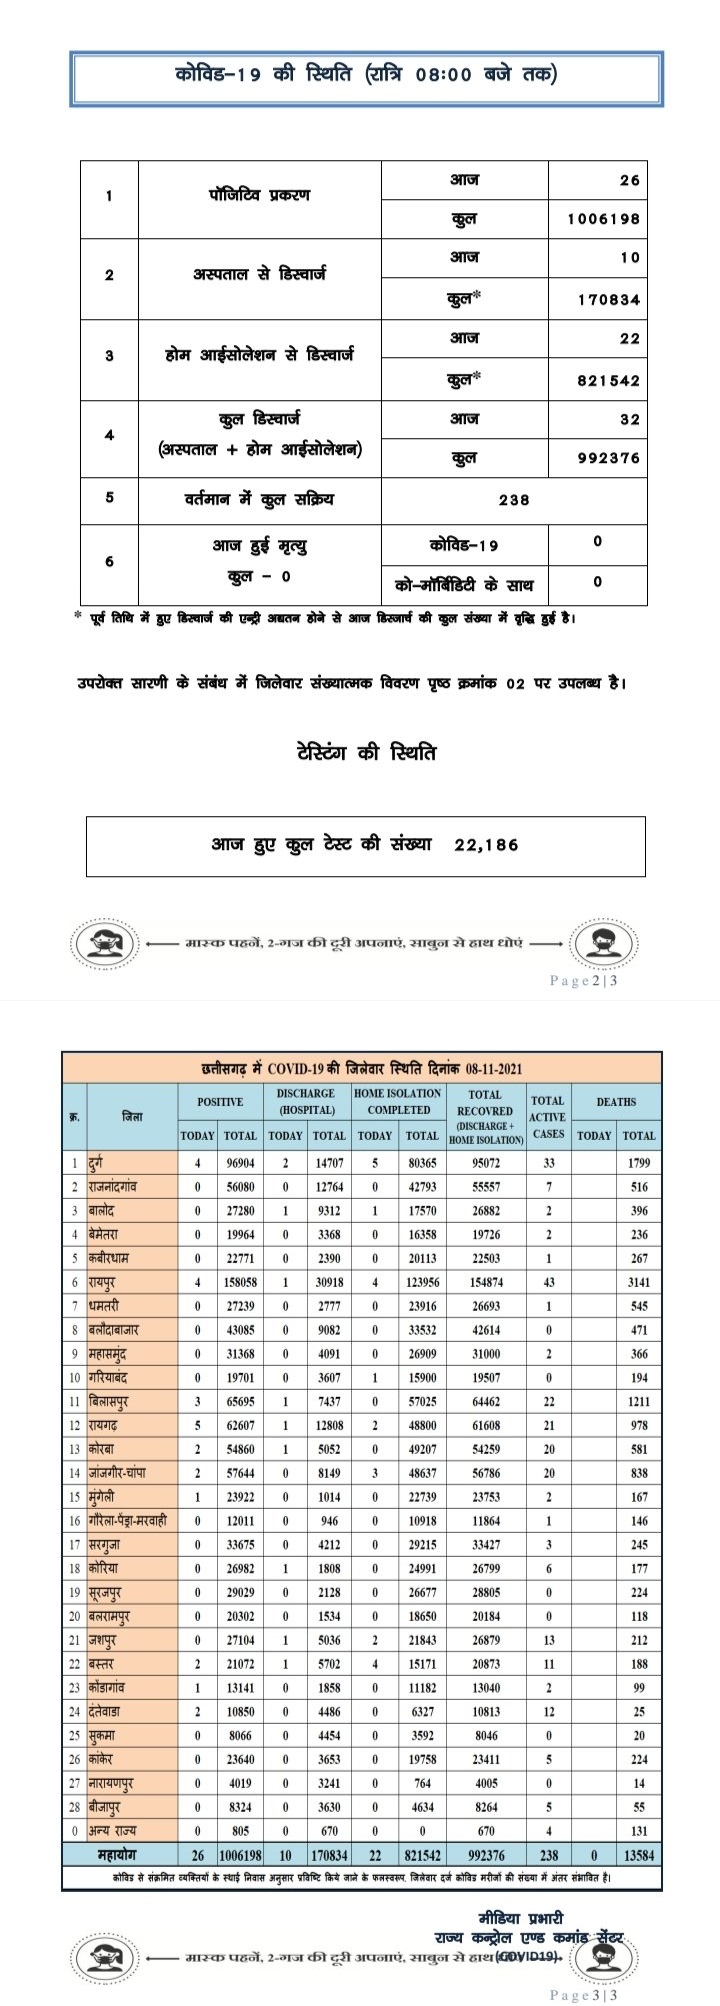 कोविड-19 की स्थिति (रात्रि 08:00 बजे तक)
1 पॉजिटिव प्रकरण आज 26
कुल 1006198
2 अस्पताल से डिस्चार्ज आज 10
कुल* 170834
3 होम आईसोलेशन से डिस्चार्ज आज 22
कुल* 821542
4 कुल डिस्चार्ज (अस्पताल + होम आईसोलेशन) आज 32
कुल 992376
5 वर्तमान में कुल सक्रिय 238
6 आज हुई मृत्यु कुल - 0 कोविड-19 0
को-मॉर्बिडिटी के साथ 0
* पूर्व तिथि में हुए डिस्चार्ज की एन्ट्री अद्यतन होने से आज डिस्जार्च की कुल संख्या में वृद्धि हुई है।
उपरोक्त सारणी के संबंध में जिलेवार संख्यात्मक विवरण पृष्ठ क्रमांक 02 पर उपलब्ध है।
टेस्टिंग की स्थिति
आज हुए कुल टेस्ट की संख्या 22,186
मास्क पहनें, 2-गज की दूरी अपनाएं, साबुन से हाथ धोएं
Page2|3
छत्तीसगढ़ में COVID-19 की जिलेवार स्थिति दिनांक 08-11-2021
क्र. जिला POSITIVE DISCHARGE (HOSPITAL) HOME ISOLATION COMPLETED TOTAL RECOVRED (DISCHARGE + HOME ISOLATION) TOTAL ACTIVE CASES DEATHS
TODAY TOTAL TODAY TOTAL TODAY TOTAL TODAY TOTAL
1 दुर्ग 4 96904 2 14707 5 80365 95072 33 1799
2 राजनांदगांव 0 56080 0 12764 0 42793 55557 7 516
3 बालोद 0 27280 1 9312 1 17570 26882 2 396
4 बेमेतरा 0 19964 0 3368 0 16358 19726 2 236
5 कबीरधाम 0 22771 0 2390 0 20113 22503 1 267
6 रायपुर 4 158058 1 30918 4 123956 154874 43 3141
7 धमतरी 0 27239 0 2777 0 23916 26693 1 545
8 बलौदाबाजार 0 43085 0 9082 0 33532 42614 0 471
9 महासमुंद 0 31368 0 4091 0 26909 31000 2 366
10 गरियाबंद 0 19701 0 3607 1 15900 19507 0 194
11 बिलासपुर 3 65695 1 7437 0 57025 64462 22 1211
12 रायगढ़ 5 62607 1 12808 2 48800 61608 21 978
13 कोरबा 2 54860 1 5052 0 49207 54259 20 581
14 जांजगीर-चांपा 2 57644 0 8149 3 48637 56786 20 838
15 मुंगेली 1 23922 0 1014 0 22739 23753 2 167
16 गौरेला-पेंड्रा-मरवाही 0 12011 0 946 0 10918 11864 1 146
17 सरगुजा 0 33675 0 4212 0 29215 33427 3 245
18 कोरिया 0 26982 1 1808 0 24991 26799 6 177
19 सूरजपुर 0 29029 0 2128 0 26677 28805 0 224
20 बलरामपुर 0 20302 0 1534 0 18650 20184 0 118
21 जशपुर 0 27104 1 5036 2 21843 26879 13 212
22 बस्तर 2 21072 1 5702 4 15171 20873 11 188
23 कोंडागांव 1 13141 0 1858 0 11182 13040 2 99
24 दंतेवाडा 2 10850 0 4486 0 6327 10813 12 25
25 सुकमा 0 8066 0 4454 0 3592 8046 0 20
26 कांकेर 0 23640 0 3653 0 19758 23411 5 224
27 नारायणपुर 0 4019 0 3241 0 764 4005 0 14
28 बीजापुर 0 8324 0 3630 0 4634 8264 5 55
0 अन्य राज्य 0 805 0 670 0 0 670 4 131
महायोग 26 1006198 10 170834 22 821542 992376 238 0 13584
कोविड से संक्रमित व्यक्तियों के स्थाई निवास अनुसार प्रविष्टि किये जाने के फलस्वरूप, जिलेवार दर्ज कोविड मरीजों की संख्या में अंतर संभावित है।
मीडिया प्रभारी
राज्य कन्ट्रोल एण्ड कमांड सेंटर
मास्क पहनें, 2-गज की दूरी अपनाएं, साबुन से हाथ (COVID19)
Page3|3